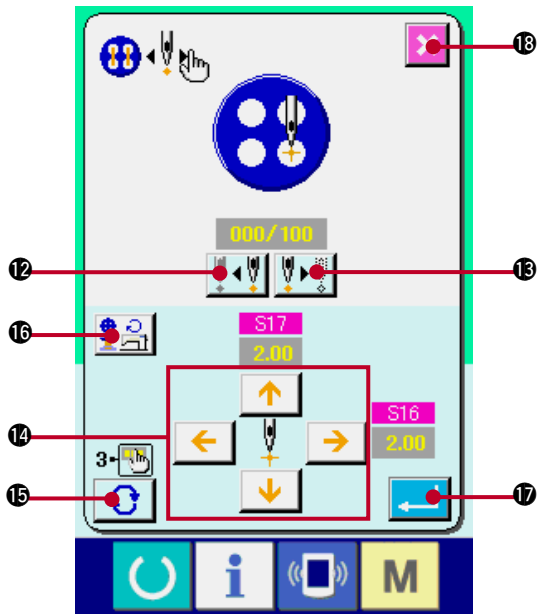 ⓲
000/100
⓬
⓭
S17
⓰
2.00
S16
⓮
2.00
3
⓯
⓱
i
M